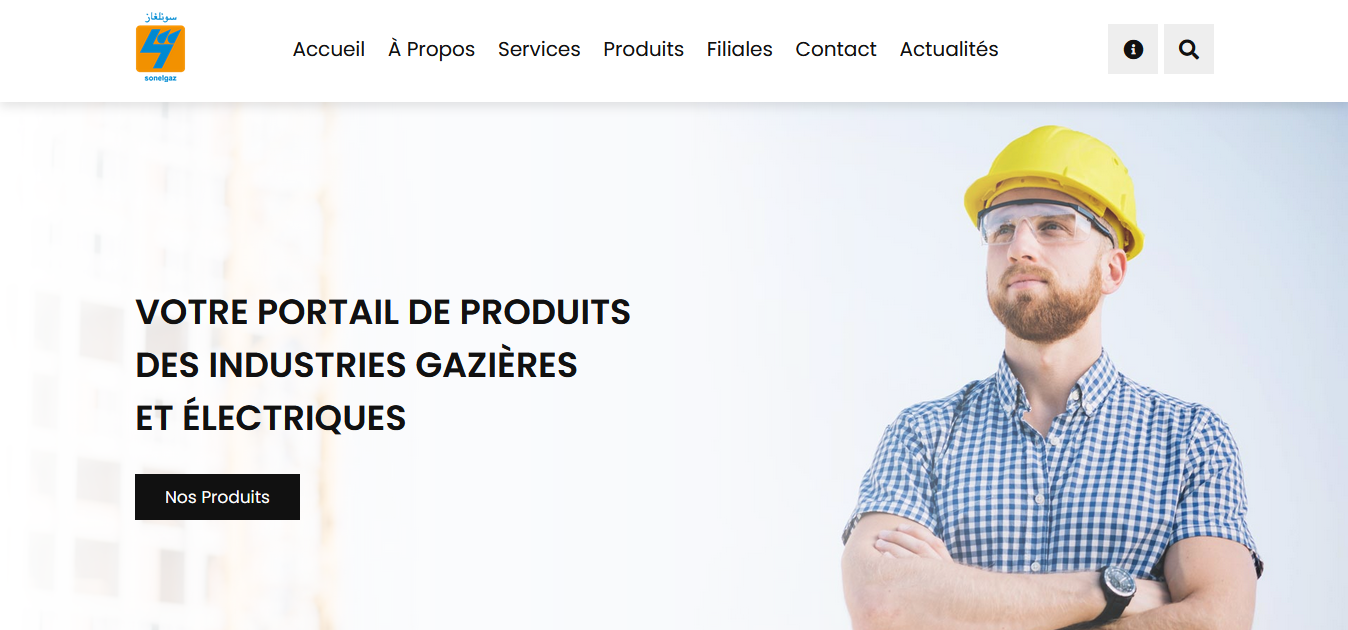 سونلغاز
sonelgaz
Accueil À Propos Services Produits Filiales Contact Actualités
VOTRE PORTAIL DE PRODUITS
DES INDUSTRIES GAZIÈRES
ET ÉLECTRIQUES
Nos Produits